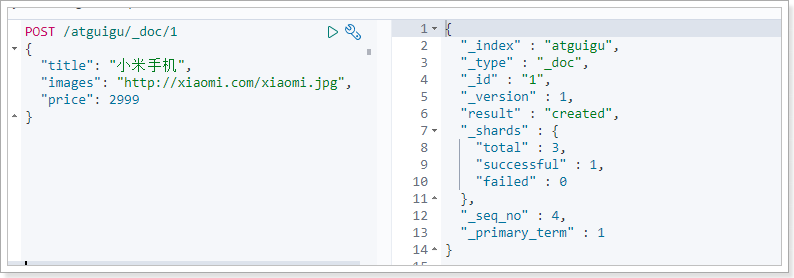 POST /atguigu/_doc/1
{
  "title": "小米手机",
  "images": "http://xiaomi.com/xiaomi.jpg",
  "price": 2999
}
1 {
2 "_index" : "atguigu",
3 "_type" : "_doc",
4 "_id" : "1",
5 "_version" : 1,
6 "result" : "created",
7 "_shards" : {
8 "total" : 3,
9 "successful" : 1,
10 "failed" : 0
11 },
12 "_seq_no" : 4,
13 "_primary_term" : 1
14 }
15